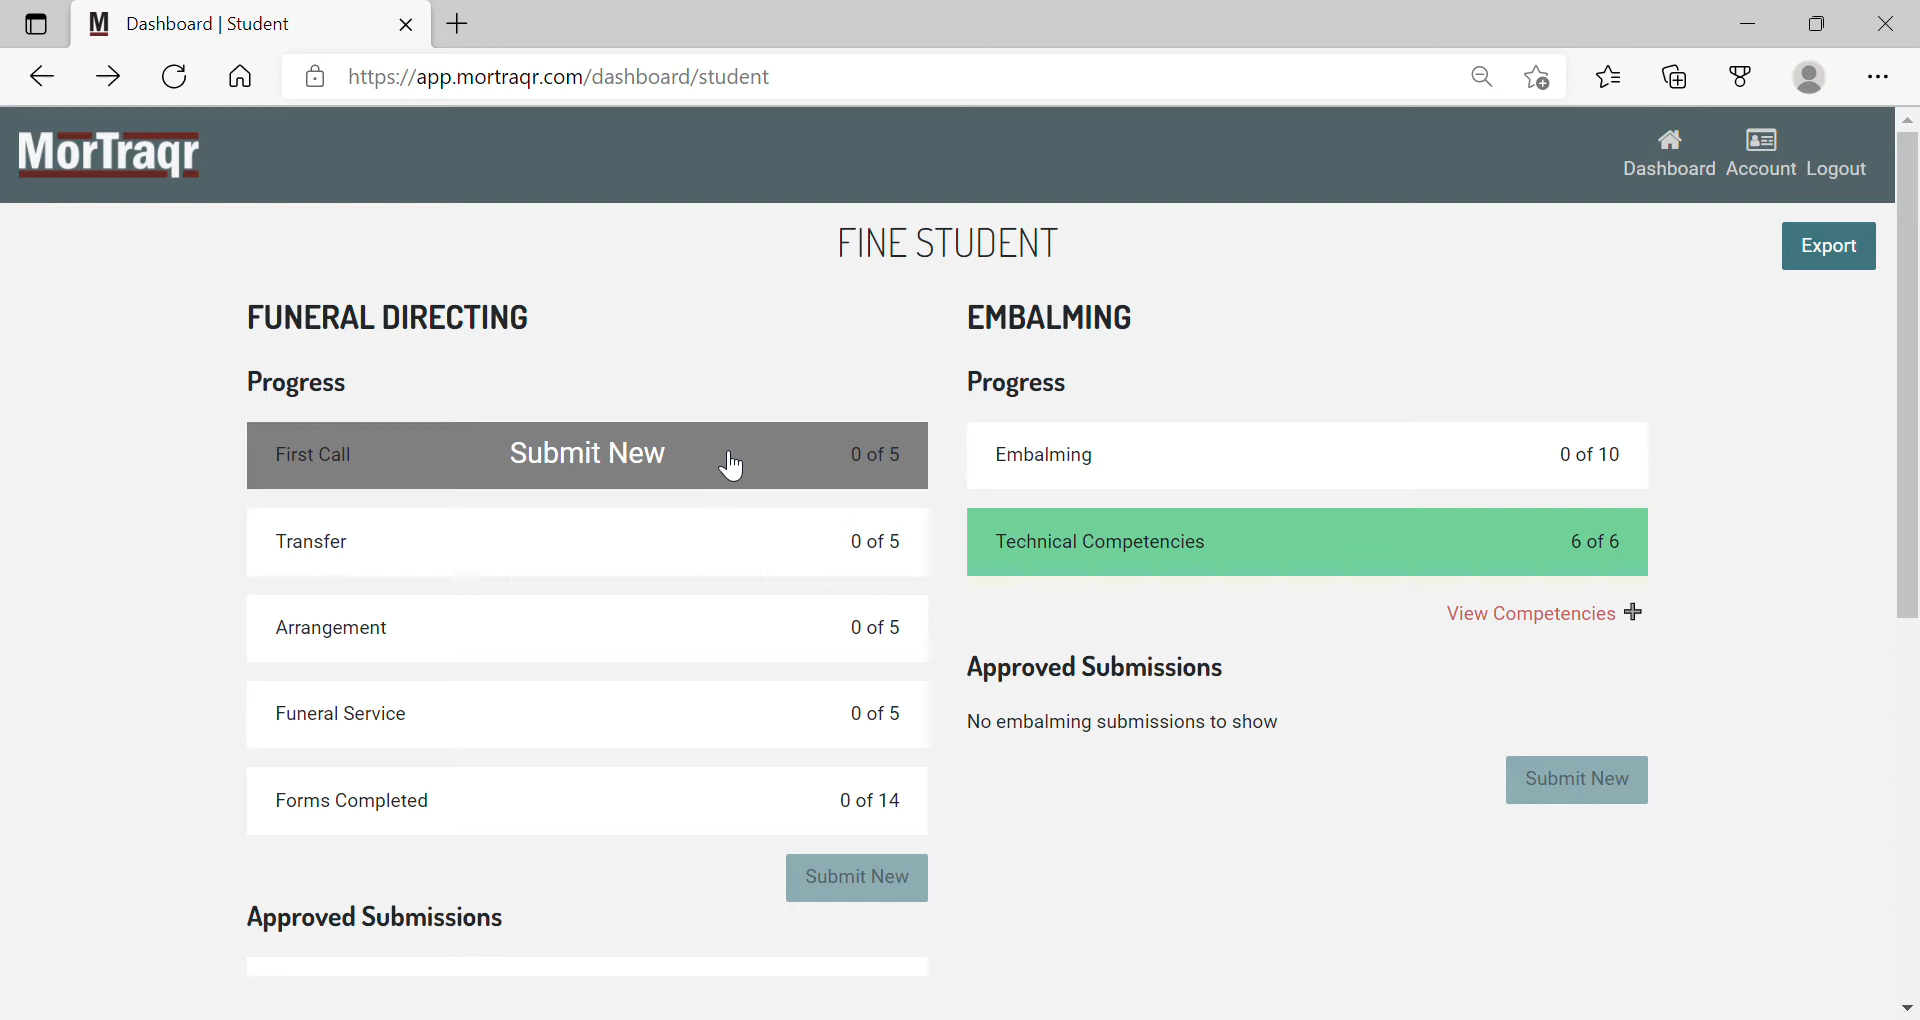 Dashboard | Student
https://app.mortraqr.com/dashboard/student
MorTraqr
Dashboard Account Logout
FINE STUDENT
Export
FUNERAL DIRECTING
Progress
First Call Submit New 0 of 5
Transfer 0 of 5
Arrangement 0 of 5
Funeral Service 0 of 5
Forms Completed 0 of 14
Submit New
Approved Submissions
EMBALMING
Progress
Embalming 0 of 10
Technical Competencies 6 of 6
View Competencies
Approved Submissions
No embalming submissions to show
Submit New